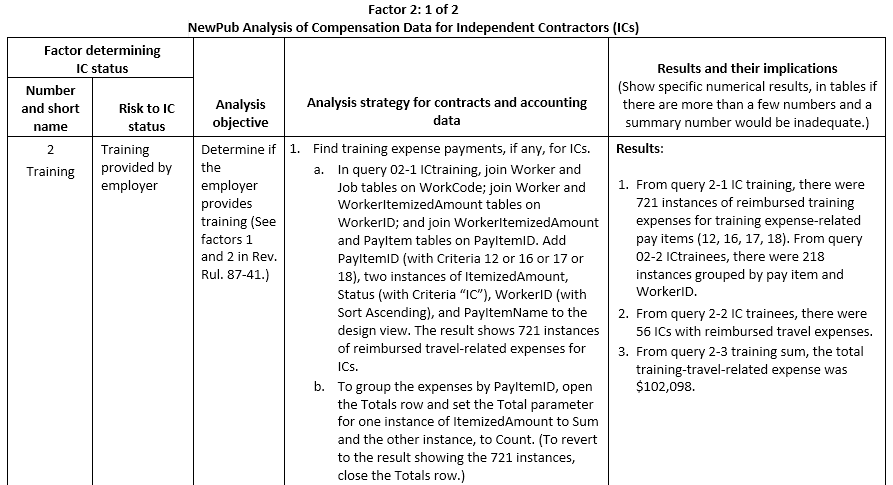 Factor 2: 1 of 2
NewPub Analysis of Compensation Data for Independent Contractors (ICs)
Factor determining
IC status
Number
and short
name
Risk to IC
status
Analysis
objective
Analysis strategy for contracts and accounting
data
Results and their implications
(Show specific numerical results, in tables if
there are more than a few numbers and a
summary number would be inadequate.)
2
Training
Training
provided by
employer
Determine if
the
employer
provides
training (See
factors 1
and 2 in Rev.
Rul. 87-41.)
1. Find training expense payments, if any, for ICs.
a. In query 02-1 ICtraining, join Worker and
Job tables on WorkCode; join Worker and
WorkerItemizedAmount tables on
WorkerID; and join WorkerItemizedAmount
and PayItem tables on PayItemID. Add
PayItemID (with Criteria 12 or 16 or 17 or
18), two instances of ItemizedAmount,
Status (with Criteria “IC”), WorkerID (with
Sort Ascending), and PayItemName to the
design view. The result shows 721 instances
of reimbursed travel-related expenses for
ICs.
b. To group the expenses by PayItemID, open
the Totals row and set the Total parameter
for one instance of ItemizedAmount to Sum
and the other instance, to Count. (To revert
to the result showing the 721 instances,
close the Totals row.)
Results:
1. From query 2-1 IC training, there were
721 instances of reimbursed training
expenses for training expense-related
pay items (12, 16, 17, 18). From query
02-2 ICtrainees, there were 218
instances grouped by pay item and
WorkerID.
2. From query 2-2 IC trainees, there were
56 ICs with reimbursed travel expenses.
3. From query 2-3 training sum, the total
training-travel-related expense was
$102,098.